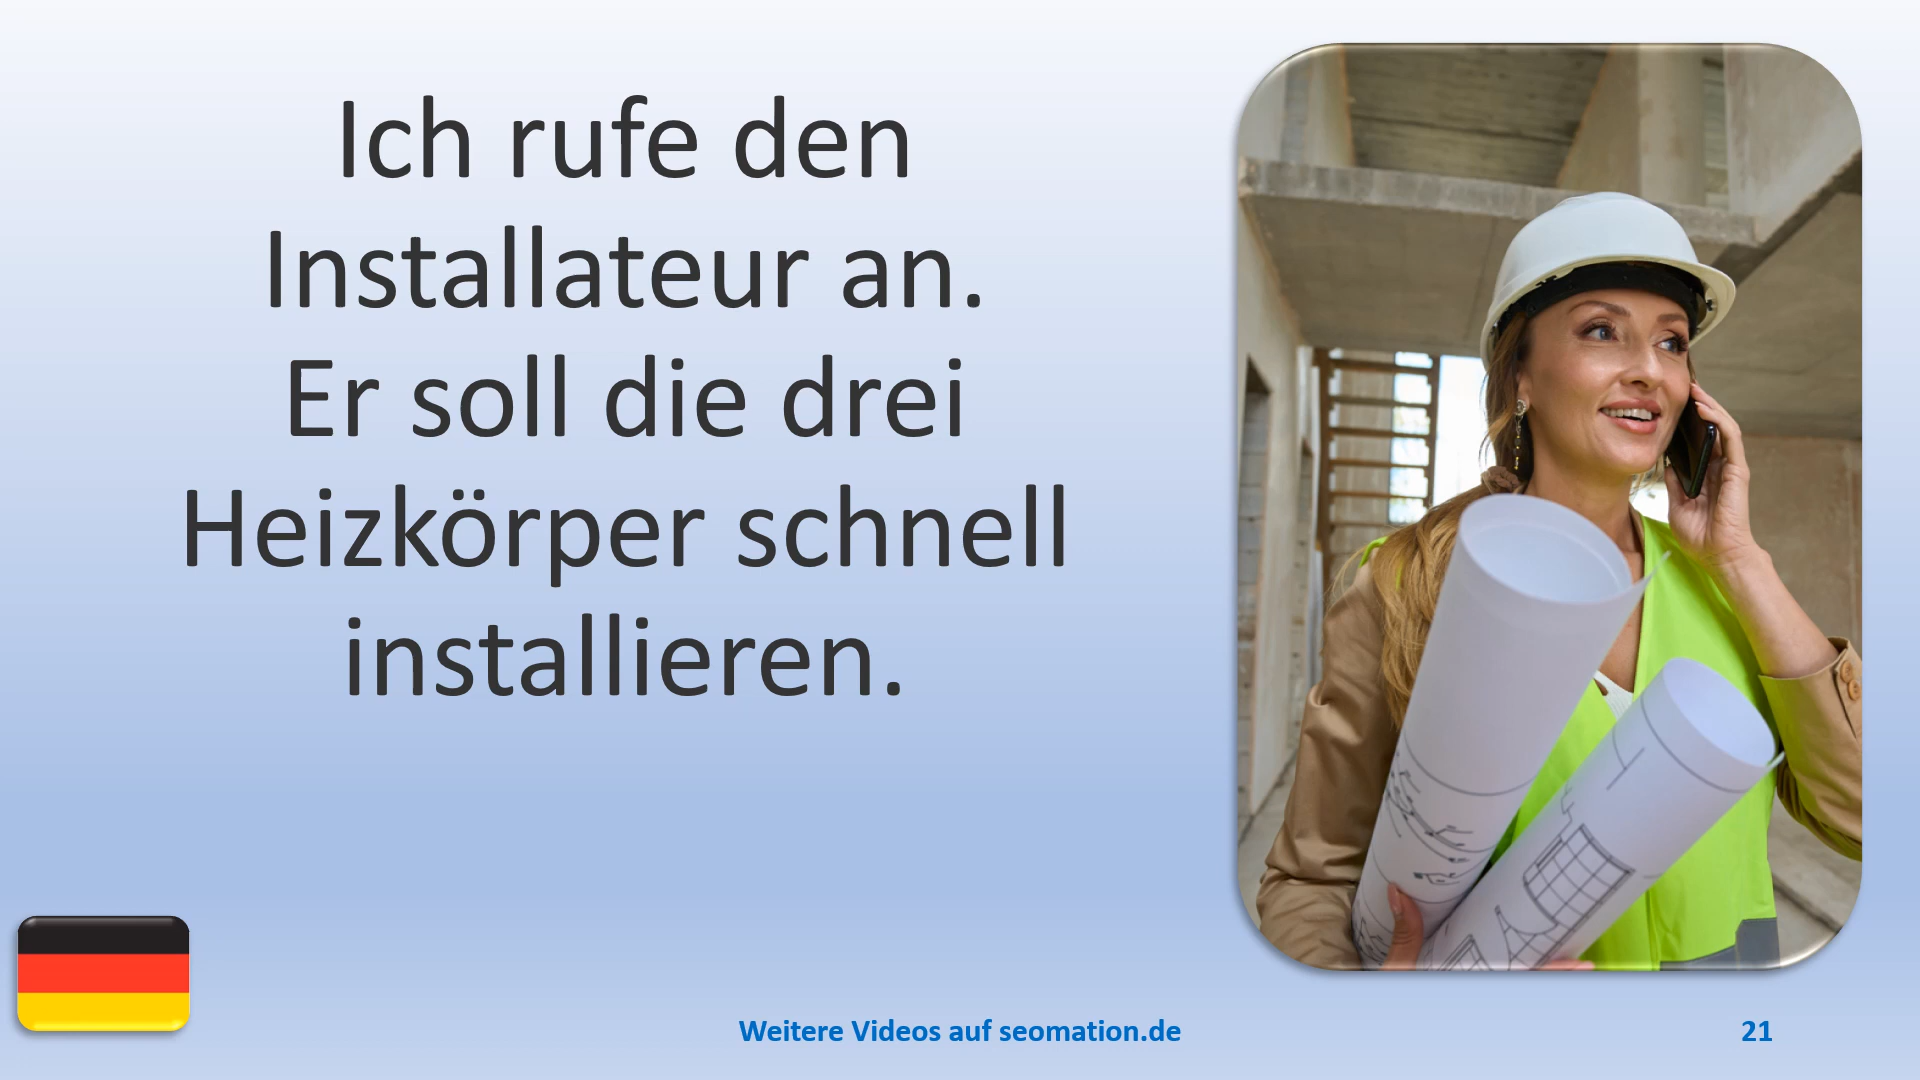 Ich rufe den
Installateur an.
Er soll die drei
Heizkörper schnell
installieren.
Weitere Videos auf seomation.de
21